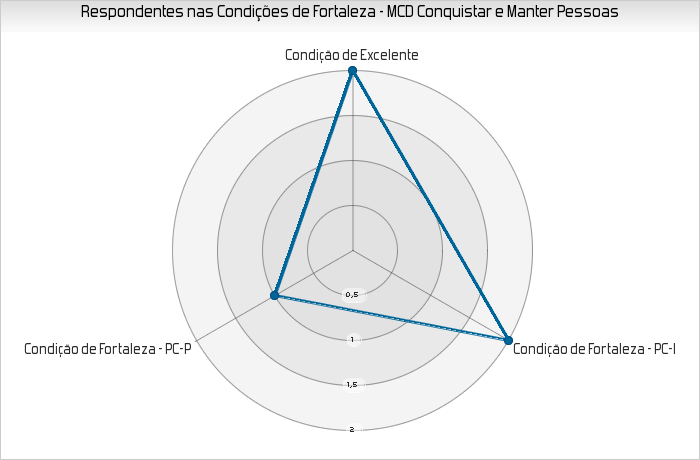 Respondentes nas Condições de Fortaleza - MCD Conquistar e Manter Pessoas
Condição de Excelente
0,5
1
Condição de Fortaleza - PC-P
Condição de Fortaleza - PC-I
1,5
2